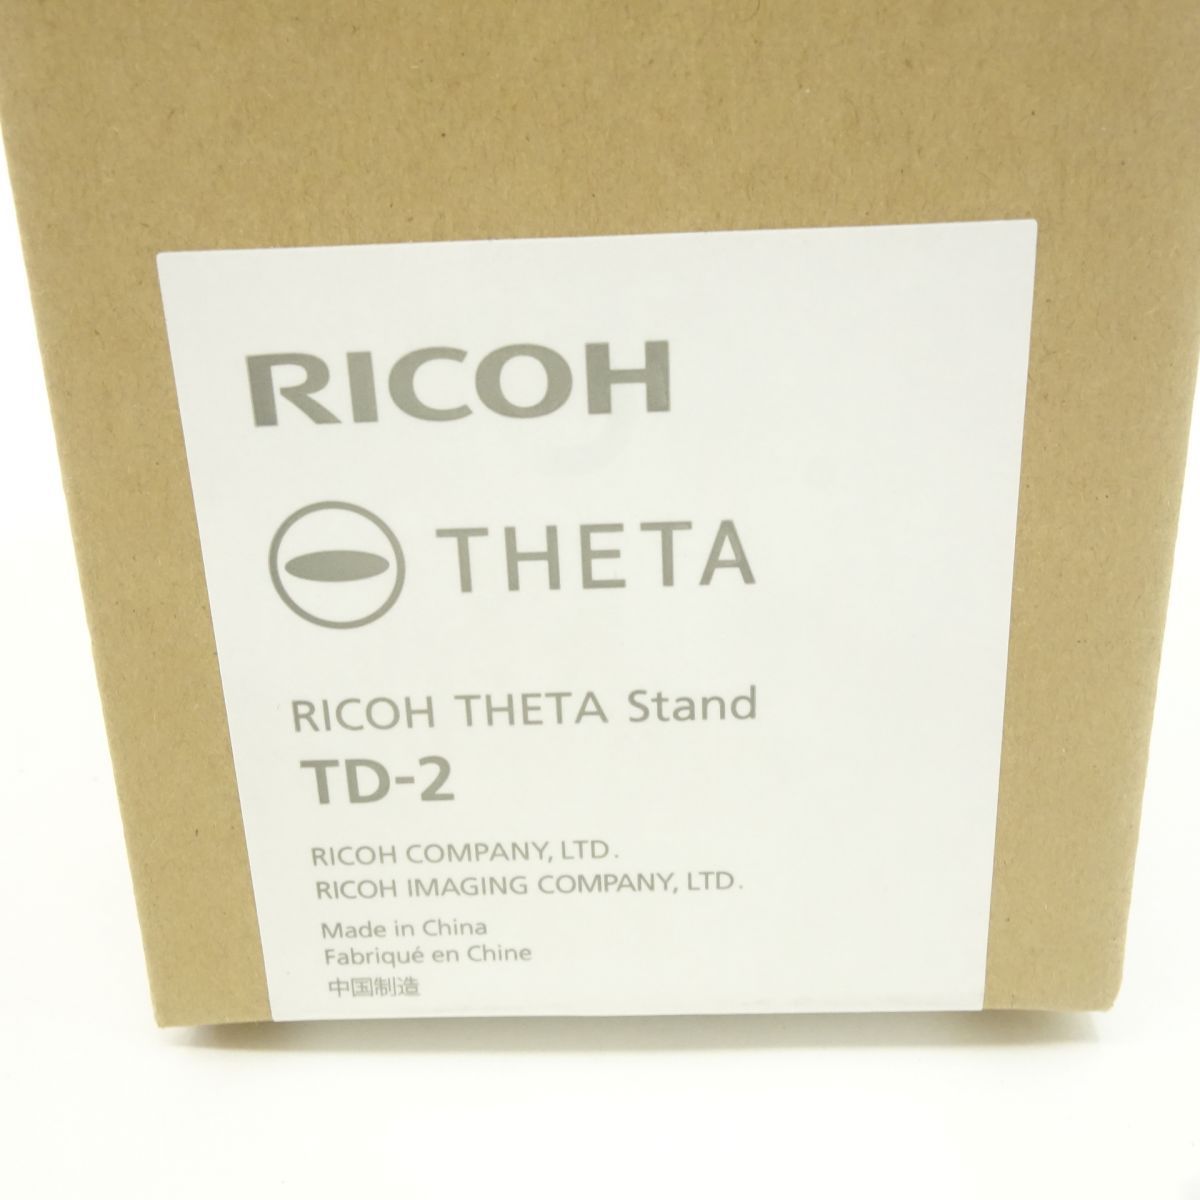 RICOH
THETA
RICOH THETA Stand
TD-2
RICOH COMPANY, LTD.
RICOH IMAGING COMPANY, LTD.
Made in China
Fabriqué en Chine
中国制造